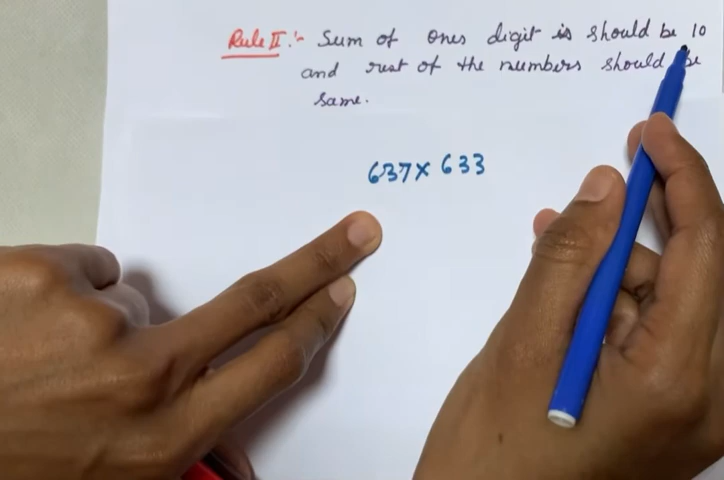 Rule II :- Sum of ones digit is should be 10
and rest of the numbers should be
same.
637 x 633